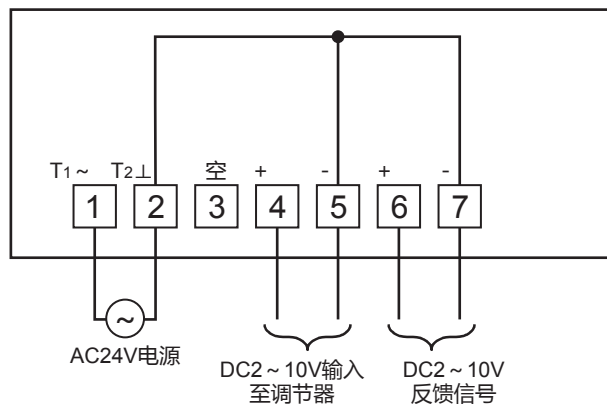 T1~ T2⊥ 空 + - + -
1 2 3 4 5 6 7
~
AC24V电源
DC2~10V输入
至调节器
DC2~10V
反馈信号